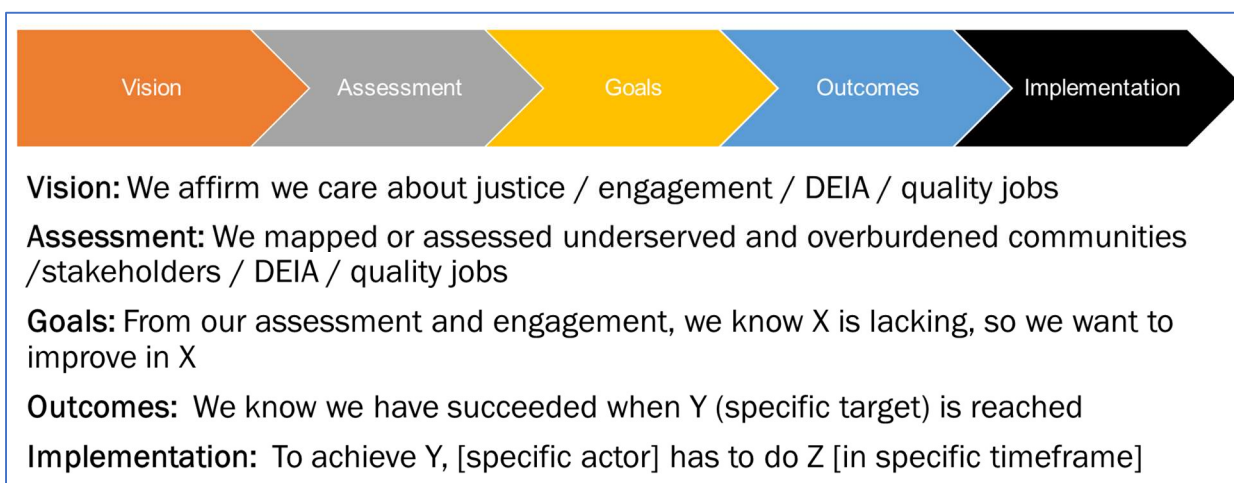 Vision
Assessment
Goals
Outcomes
Implementation
Vision: We affirm we care about justice / engagement / DEIA / quality jobs
Assessment: We mapped or assessed underserved and overburdened communities
/stakeholders / DEIA / quality jobs
Goals: From our assessment and engagement, we know X is lacking, so we want to
improve in X
Outcomes: We know we have succeeded when Y (specific target) is reached
Implementation: To achieve Y, [specific actor] has to do Z [in specific timeframe]